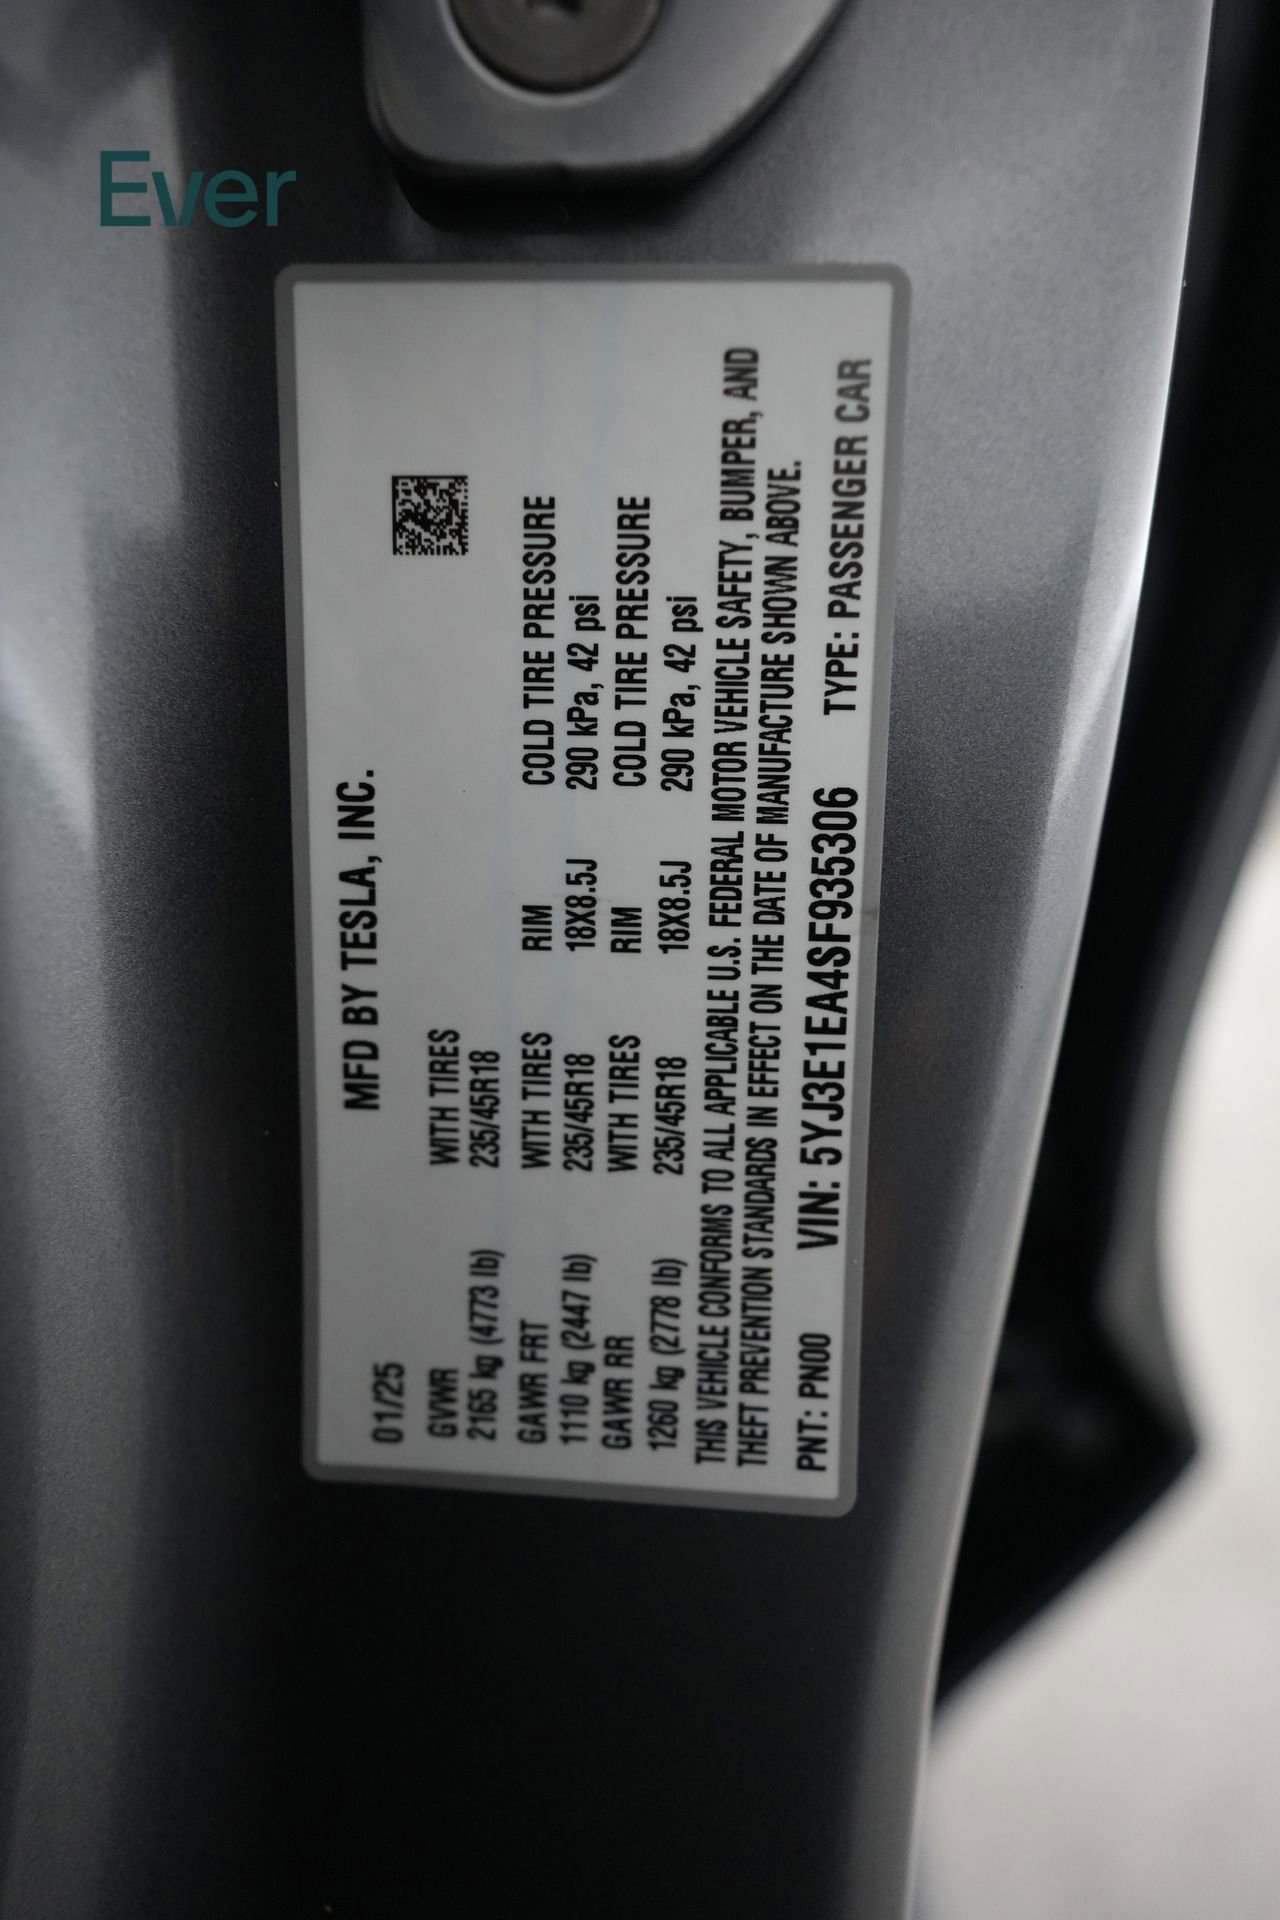 Ever
MFD BY TESLA, INC.
01/25
GVWR WITH TIRES
2165 kg (4773 lb) 235/45R18
GAWR FRT WITH TIRES RIM COLD TIRE PRESSURE
1110 kg (2447 lb) 235/45R18 18X8.5J 290 kPa, 42 psi
GAWR RR WITH TIRES RIM COLD TIRE PRESSURE
1260 kg (2778 lb) 235/45R18 18X8.5J 290 kPa, 42 psi
THIS VEHICLE CONFORMS TO ALL APPLICABLE U.S. FEDERAL MOTOR VEHICLE SAFETY, BUMPER, AND
THEFT PREVENTION STANDARDS IN EFFECT ON THE DATE OF MANUFACTURE SHOWN ABOVE.
PNT: PN00 VIN: 5YJ3E1EA4SF935306 TYPE: PASSENGER CAR